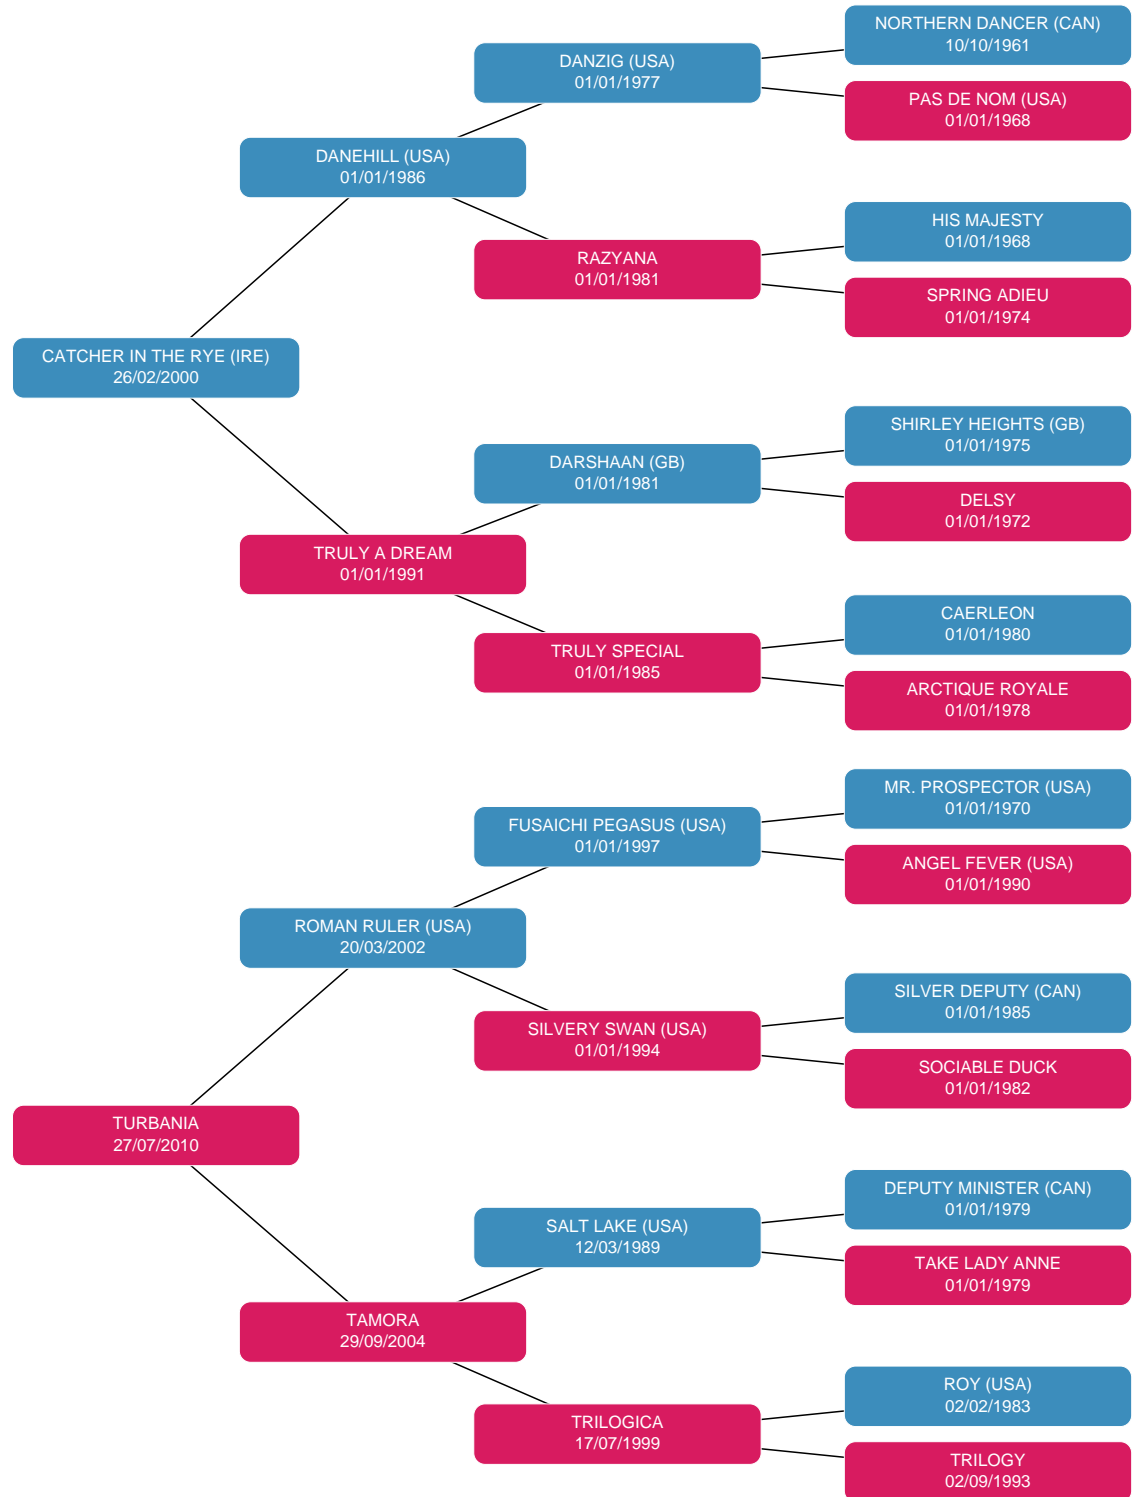 NORTHERN DANCER (CAN)
10/10/1961
DANZIG (USA)
01/01/1977
PAS DE NOM (USA)
01/01/1968
DANEHILL (USA)
01/01/1986
HIS MAJESTY
01/01/1968
RAZYANA
01/01/1981
SPRING ADIEU
01/01/1974
CATCHER IN THE RYE (IRE)
26/02/2000
SHIRLEY HEIGHTS (GB)
01/01/1975
DARSHAAN (GB)
01/01/1981
DELSY
01/01/1972
TRULY A DREAM
01/01/1991
CAERLEON
01/01/1980
TRULY SPECIAL
01/01/1985
ARCTIQUE ROYALE
01/01/1978
MR. PROSPECTOR (USA)
01/01/1970
FUSAICHI PEGASUS (USA)
01/01/1997
ANGEL FEVER (USA)
01/01/1990
ROMAN RULER (USA)
20/03/2002
SILVER DEPUTY (CAN)
01/01/1985
SILVERY SWAN (USA)
01/01/1994
SOCIABLE DUCK
01/01/1982
TURBANIA
27/07/2010
DEPUTY MINISTER (CAN)
01/01/1979
SALT LAKE (USA)
12/03/1989
TAKE LADY ANNE
01/01/1979
TAMORA
29/09/2004
ROY (USA)
02/02/1983
TRILOGICA
17/07/1999
TRILOGY
02/09/1993